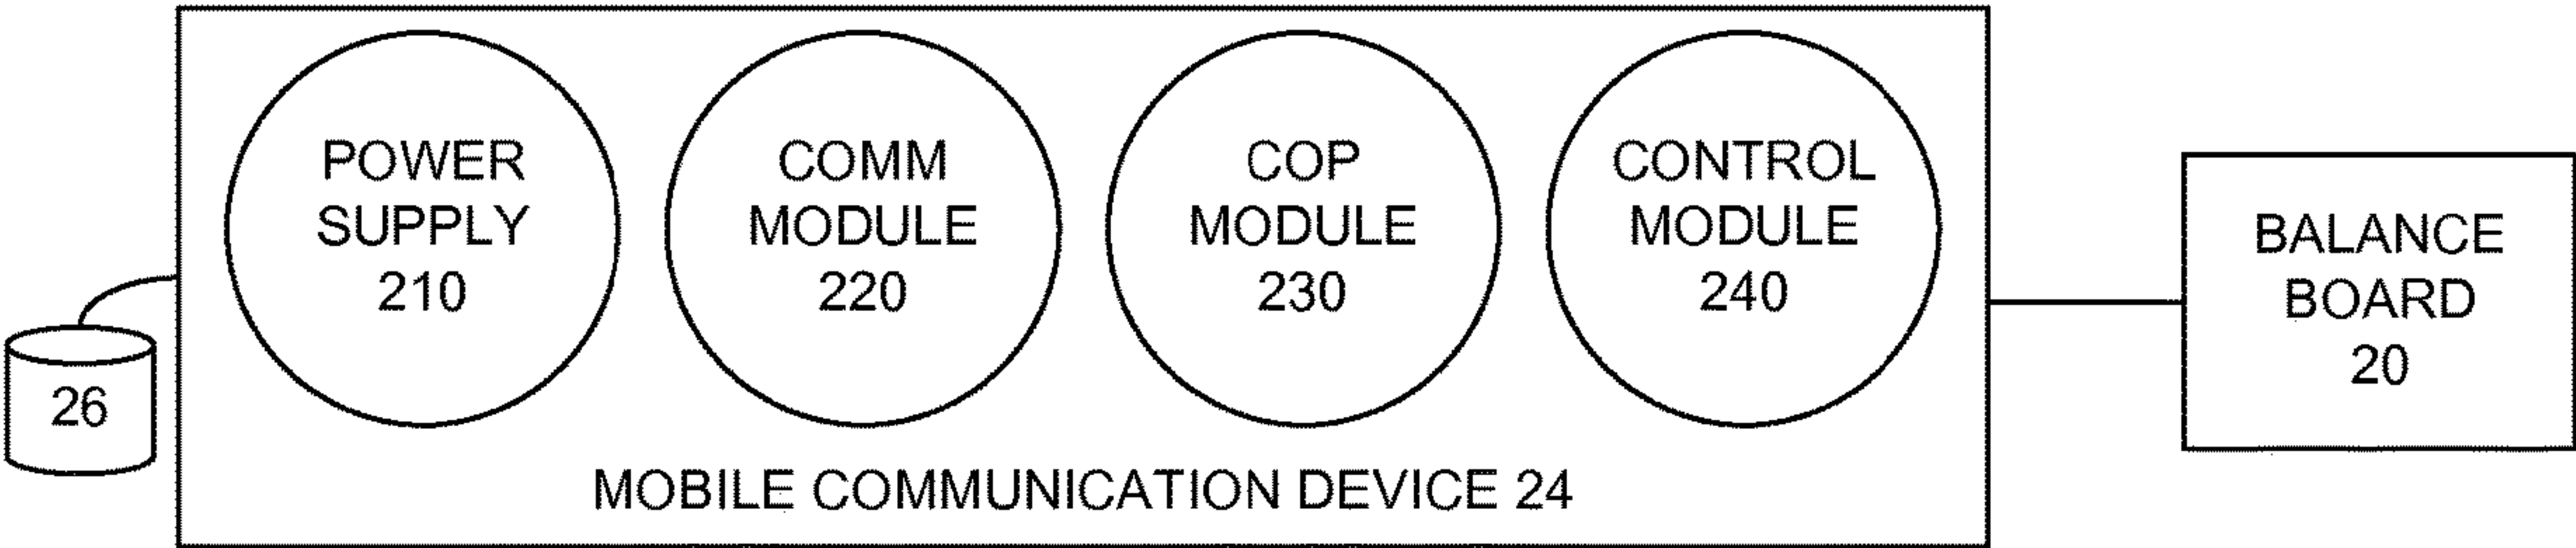 POWER
SUPPLY
210
COMM
MODULE
220
COP
MODULE
230
CONTROL
MODULE
240
26
MOBILE COMMUNICATION DEVICE 24
BALANCE
BOARD
20